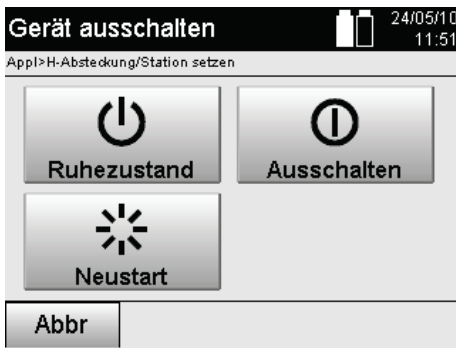 Gerät ausschalten
24/05/10
11:51
Appl>H-Absteckung/Station setzen
Ruhezustand
Ausschalten
Neustart
Abbr